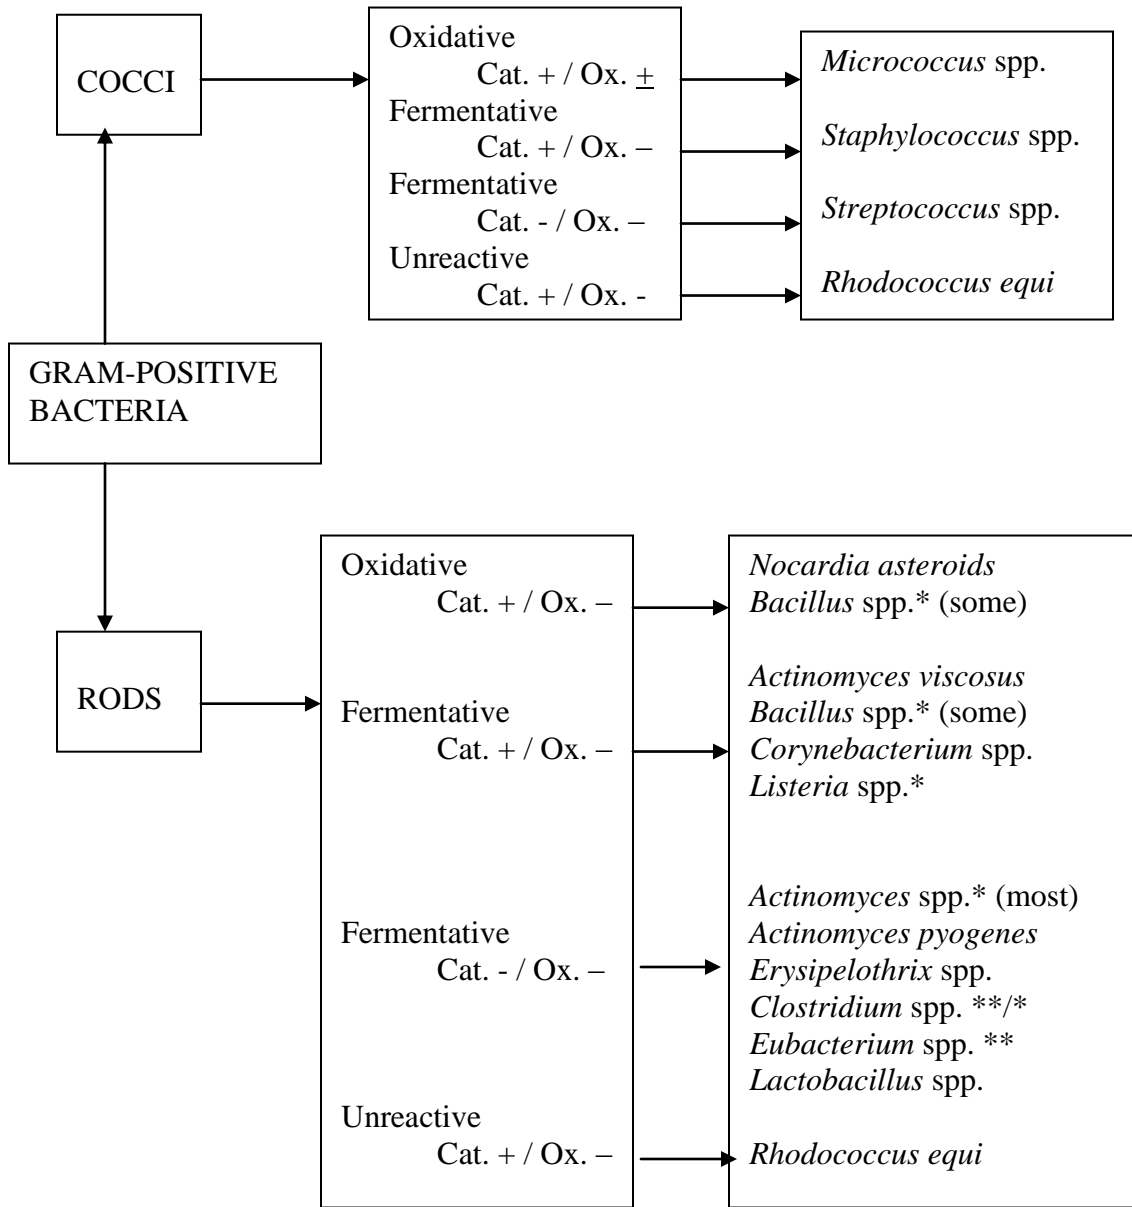 COCCI
Oxidative
Cat. + / Ox. ±
Fermentative
Cat. + / Ox. –
Fermentative
Cat. - / Ox. –
Unreactive
Cat. + / Ox. -
Micrococcus spp.
Staphylococcus spp.
Streptococcus spp.
Rhodococcus equi
GRAM-POSITIVE
BACTERIA
RODS
Oxidative
Cat. + / Ox. –
Fermentative
Cat. + / Ox. –
Fermentative
Cat. - / Ox. –
Unreactive
Cat. + / Ox. –
Nocardia asteroids
Bacillus spp.* (some)
Actinomyces viscosus
Bacillus spp.* (some)
Corynebacterium spp.
Listeria spp.*
Actinomyces spp.* (most)
Actinomyces pyogenes
Erysipelothrix spp.
Clostridium spp. **/*
Eubacterium spp. **
Lactobacillus spp.
Rhodococcus equi